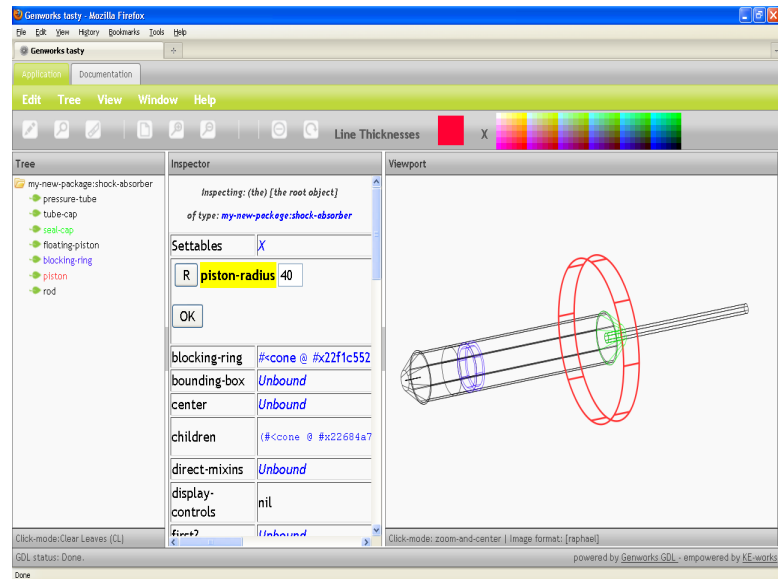 Genworks tasty - Mozilla Firefox
File Edit View History Bookmarks Tools Help
Genworks tasty
Application Documentation
Edit Tree View Window Help
Line Thicknesses X
Tree
my-new-package:shock-absorber
pressure-tube
tube-cap
seal-cap
floating-piston
blocking-ring
piston
rod
Click-mode:Clear Leaves (CL)
Inspector
Inspecting: (the) [the root object]
of type: my-new-package:shock-absorber
Settables X
R piston-radius 40
OK
blocking-ring #<cone @ #x22f1c552
bounding-box Unbound
center Unbound
children (#<cone @ #x22684a7
direct-mixins Unbound
display-
controls nil
first? Unbound
Viewport
Click-mode: zoom-and-center | Image format: [raphael]
GDL status: Done.
powered by Genworks GDL - empowered by KE-works
Done